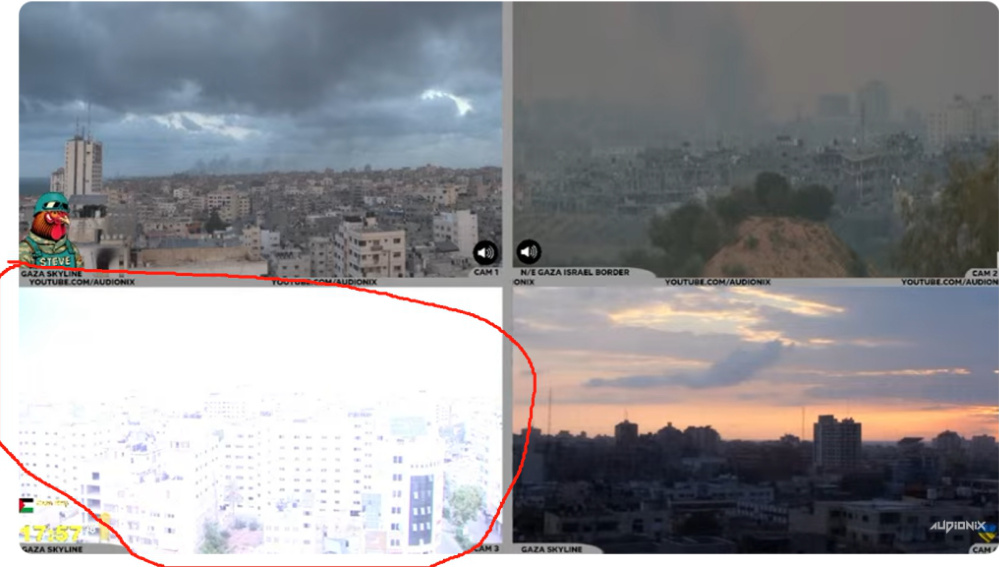 STEVE
GAZA SKYLINE
CAM 1
YOUTUBE.COM/AUDIONIX
YOUTUBE.COM/AUDIONIX
N/E GAZA ISRAEL BORDER
CAM 2
ONIX
YOUTUBE.COM/AUDIONIX
YOUTUBE.COM/AUDION
17:57
GAZA SKYLINE
CAM 3
AUDIONIX
GAZA SKYLINE
CAM